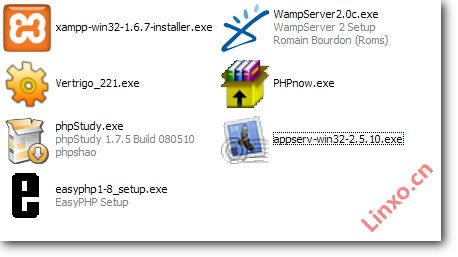 xampp-win32-1.6.7-installer.exe
WampServer2.0c.exe
WampServer 2 Setup
Romain Bourdon (Roms)
Vertrigo_221.exe
PHPnow.exe
phpStudy.exe
phpStudy 1.7.5 Build 080510
phpshao
appserv-win32-2.5.10.exe
easyphp1-8_setup.exe
EasyPHP Setup
Linxo.cn